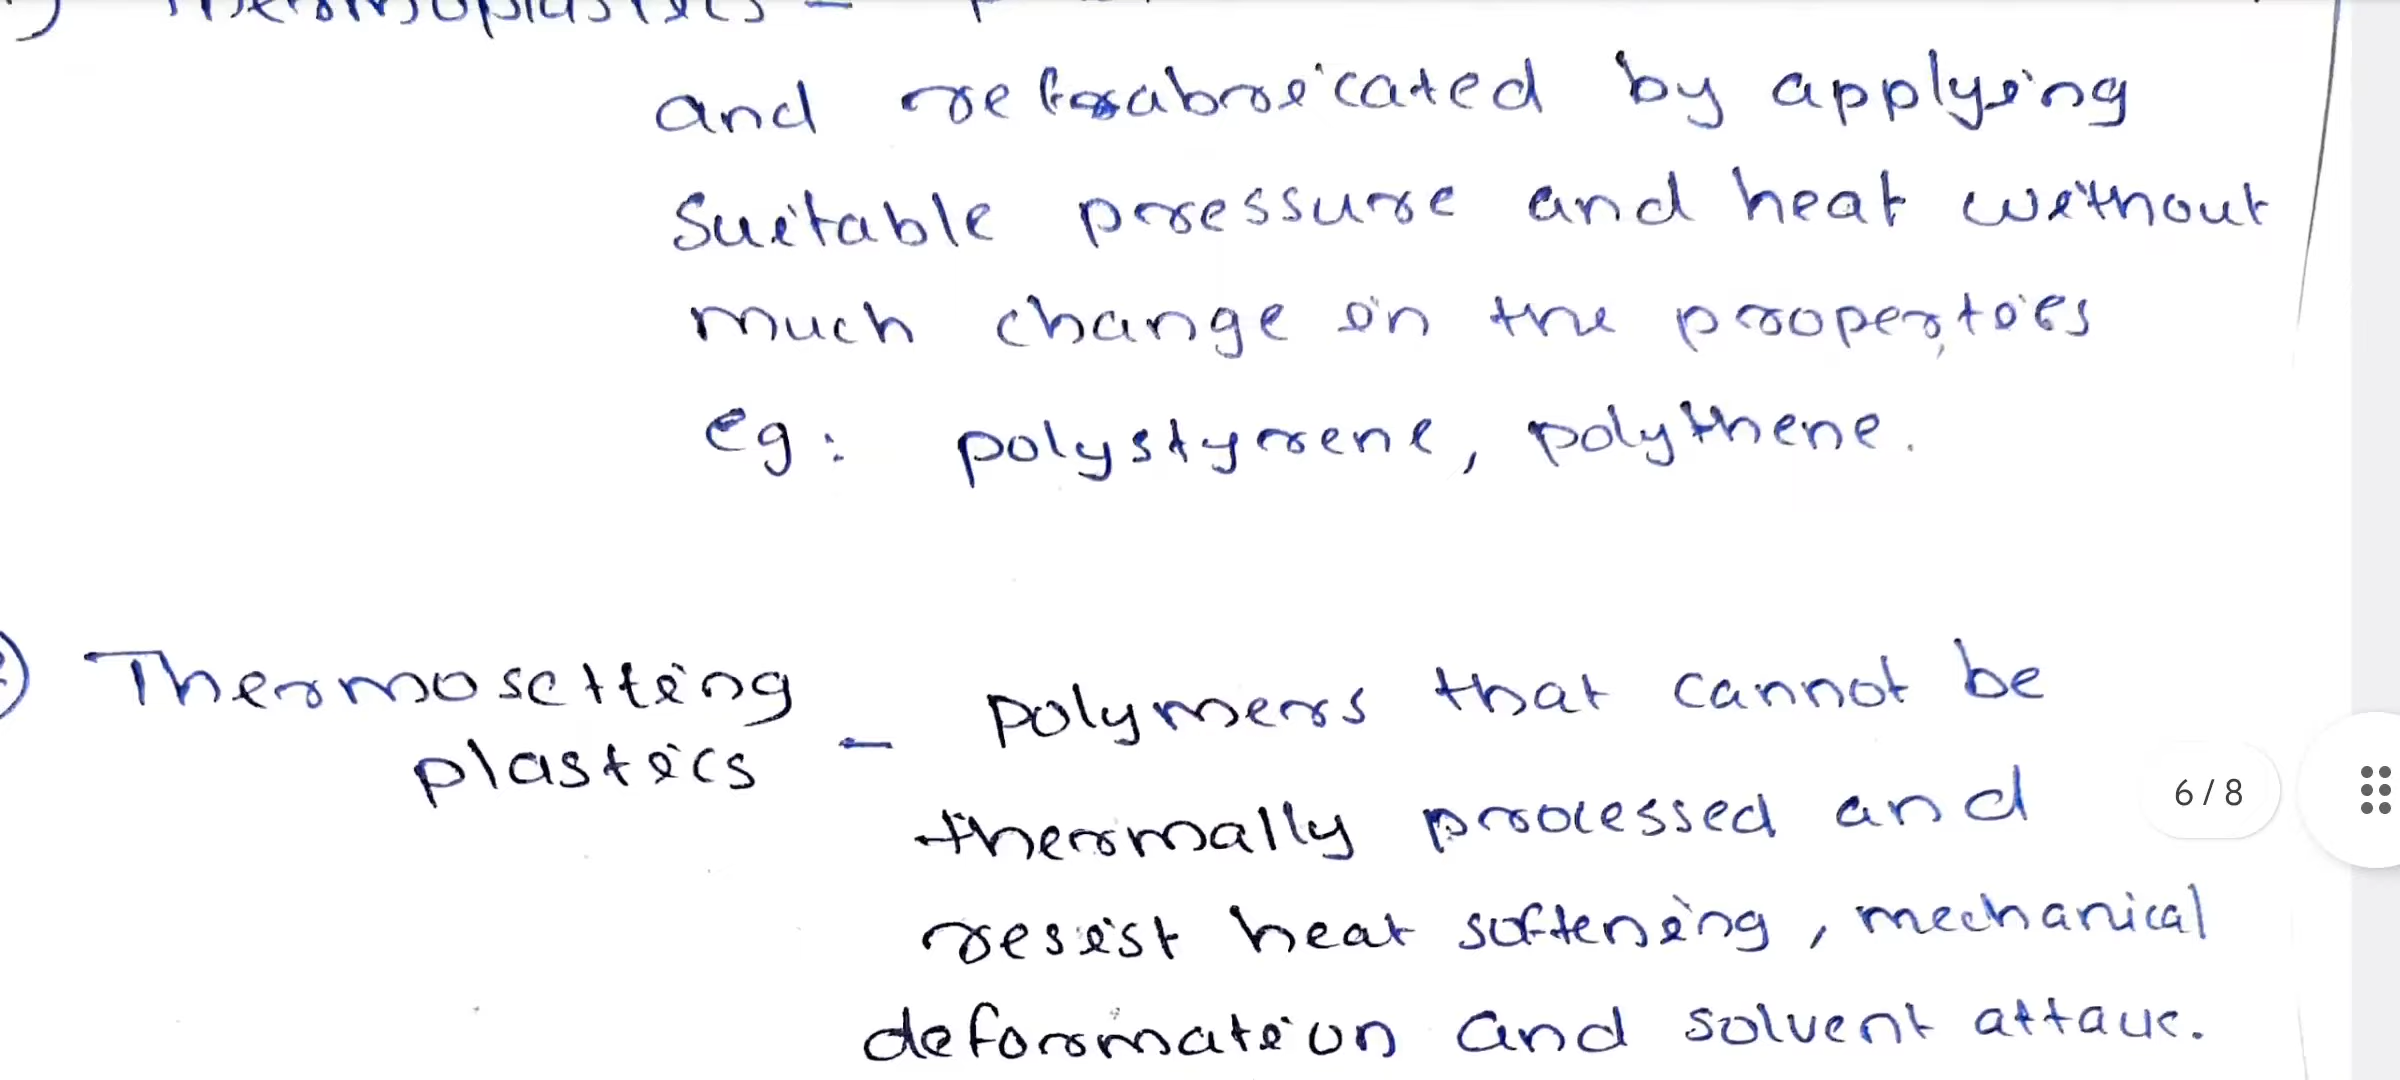 Thermoplastics -
and refabricated by applying
Suitable pressure and heat without
much change in the properties
eg: polystyrene, polythene.
Thermosetting - polymers that cannot be
plastics
thermally processed and
6 / 8
resist heat softening, mechanical
deformation and solvent attack.